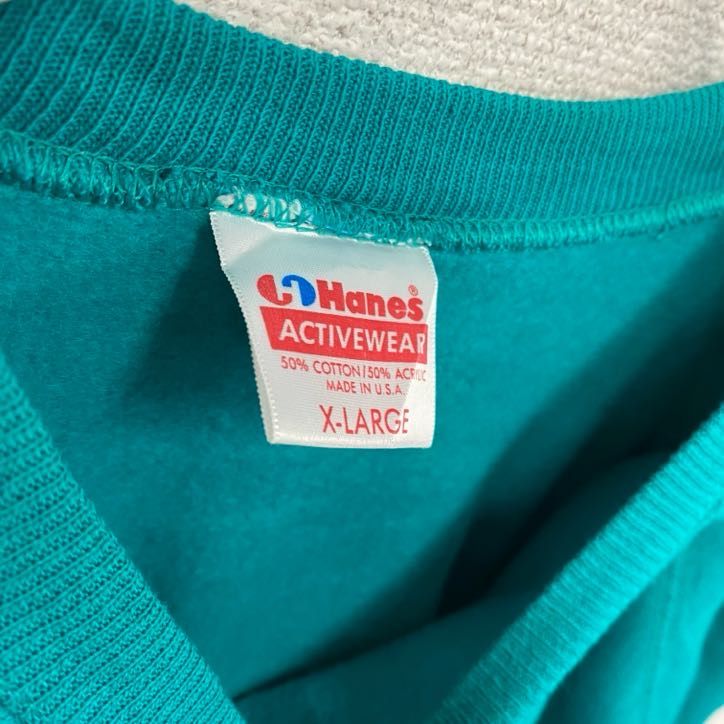 Hanes®
ACTIVEWEAR
50% COTTON/50% ACRYLIC
MADE IN U.S.A.
X-LARGE